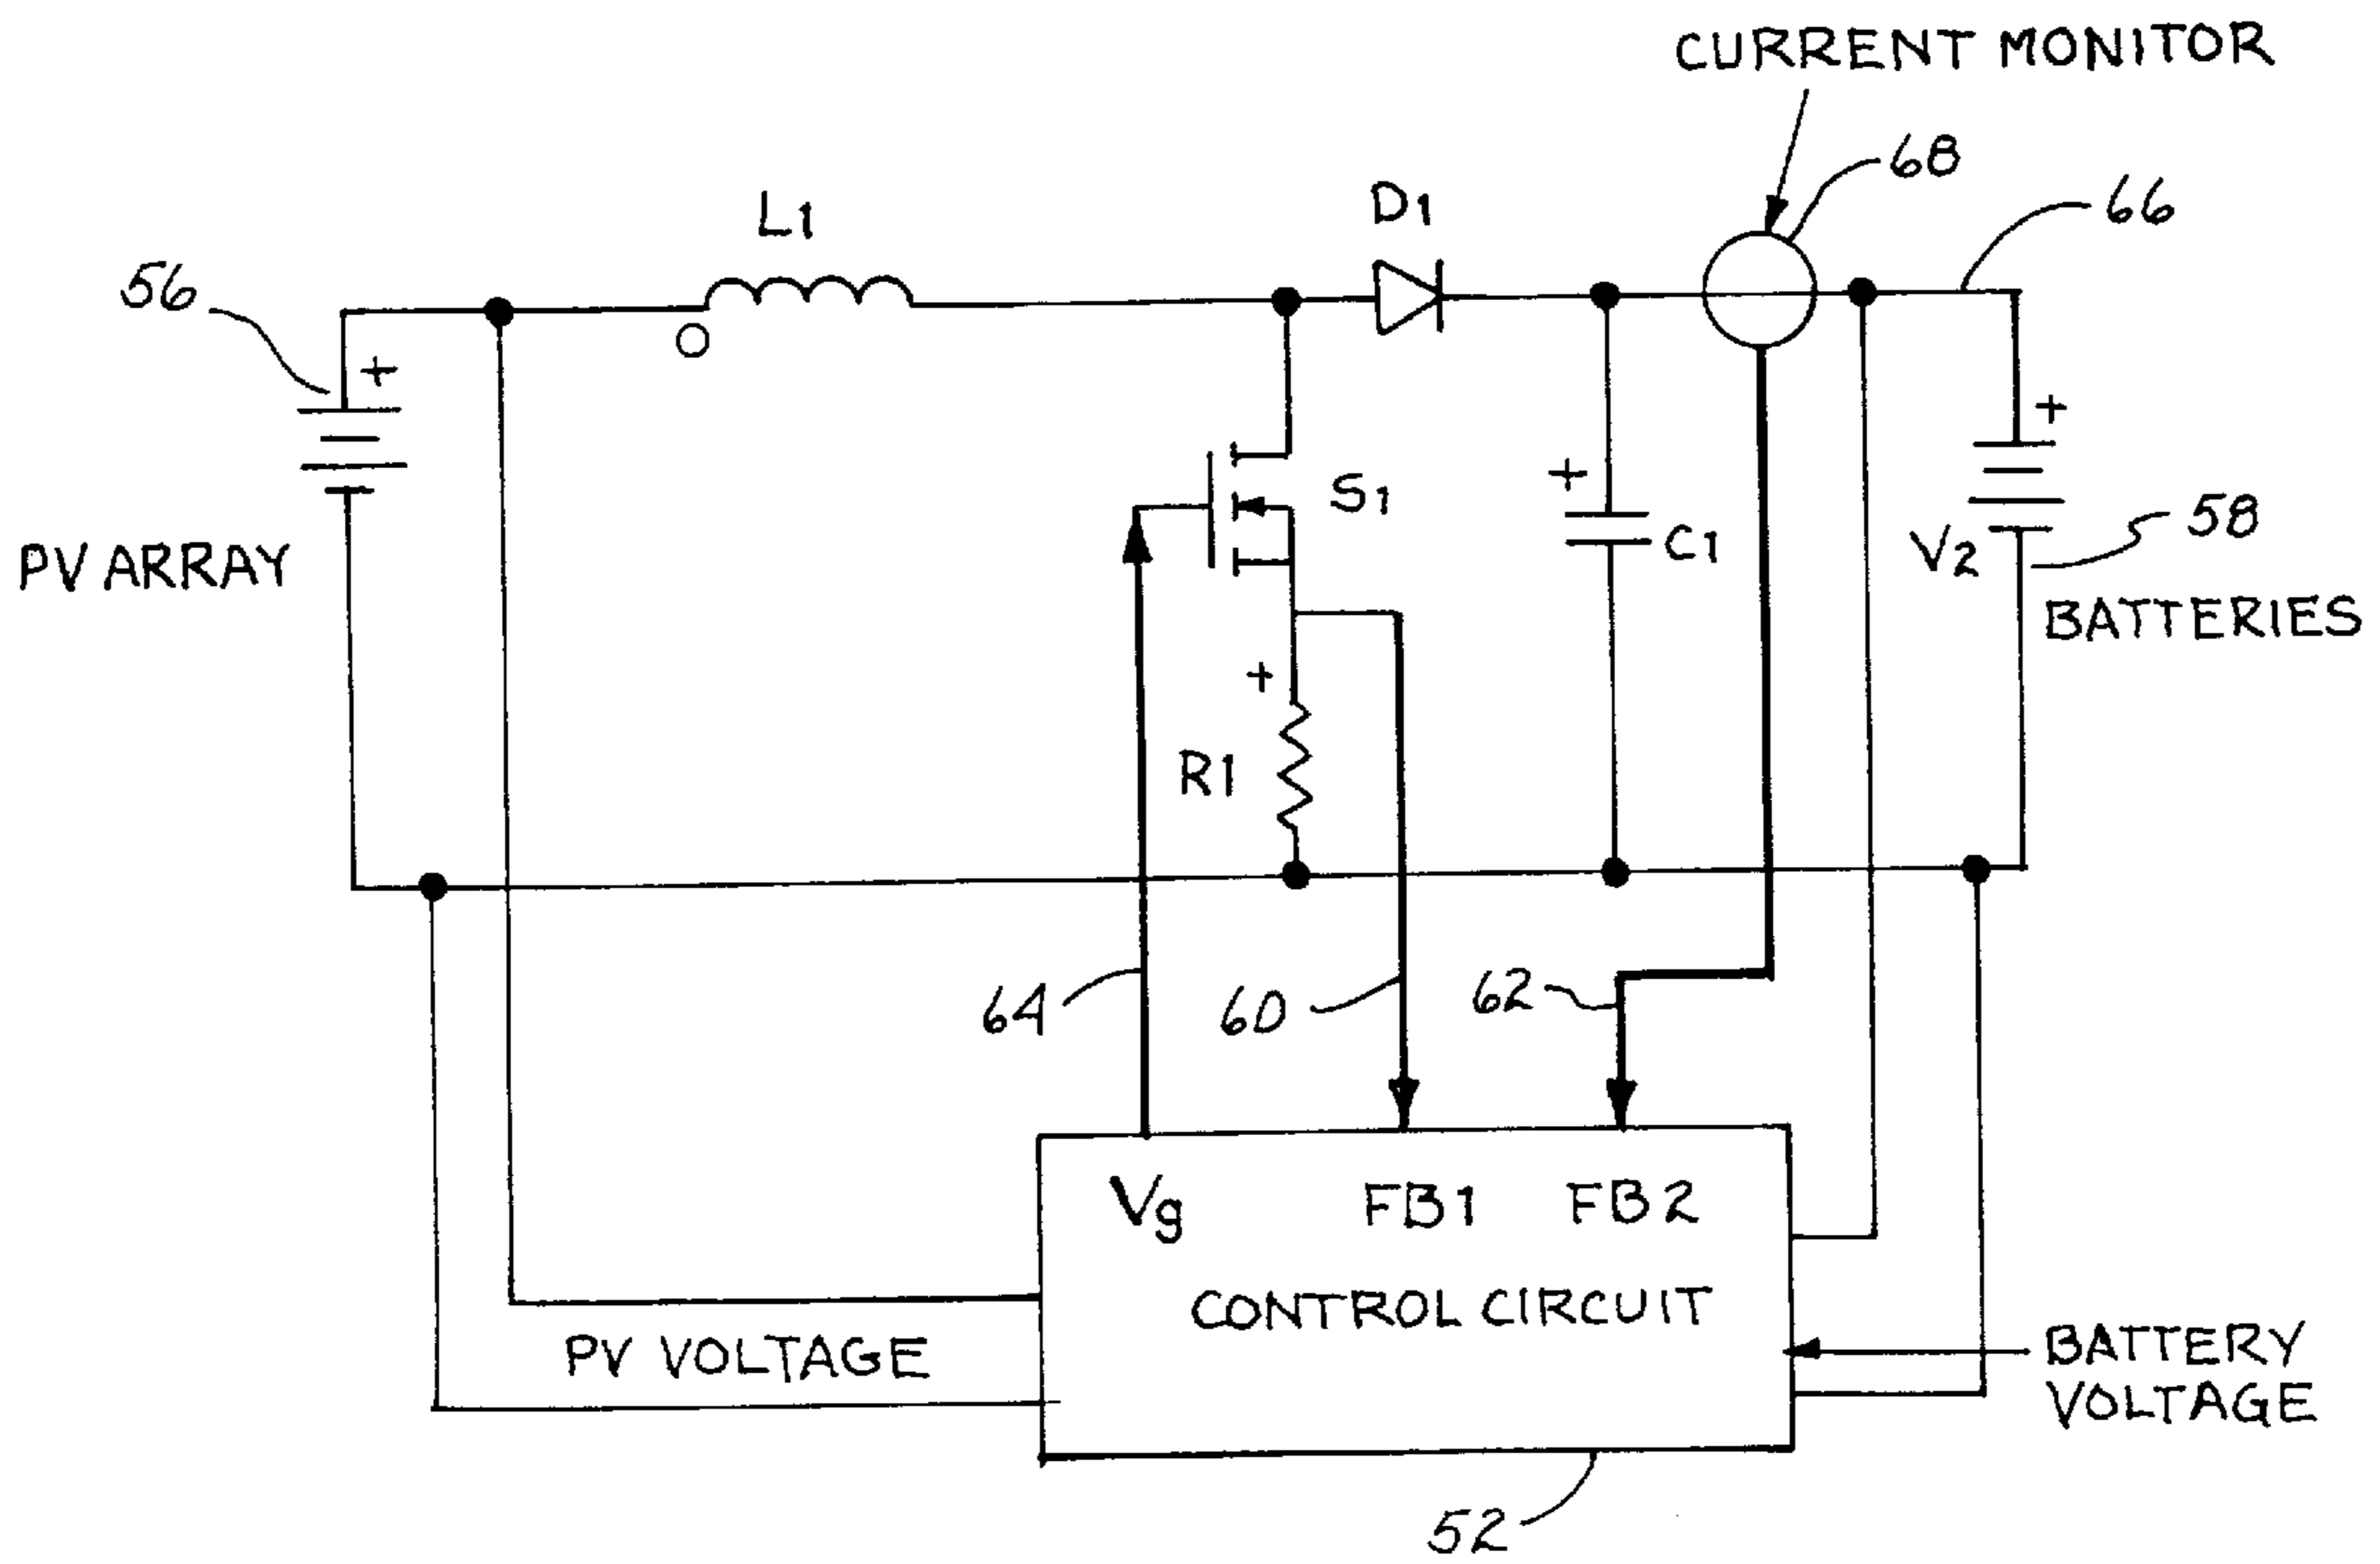 CURRENT MONITOR
68
66
L1
D1
56
+
+
PV ARRAY
S1
+
C1
V2
58
BATTERIES
+
R1
64
60
62
Vg
FB1
FB2
CONTROL CIRCUIT
PV VOLTAGE
BATTERY
VOLTAGE
52